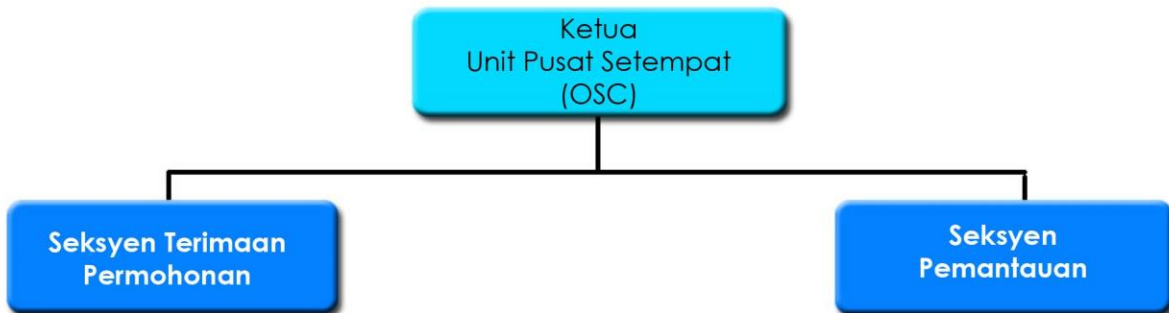 Ketua
Unit Pusat Setempat
(OSC)
Seksyen Terimaan
Permohonan
Seksyen
Pemantauan